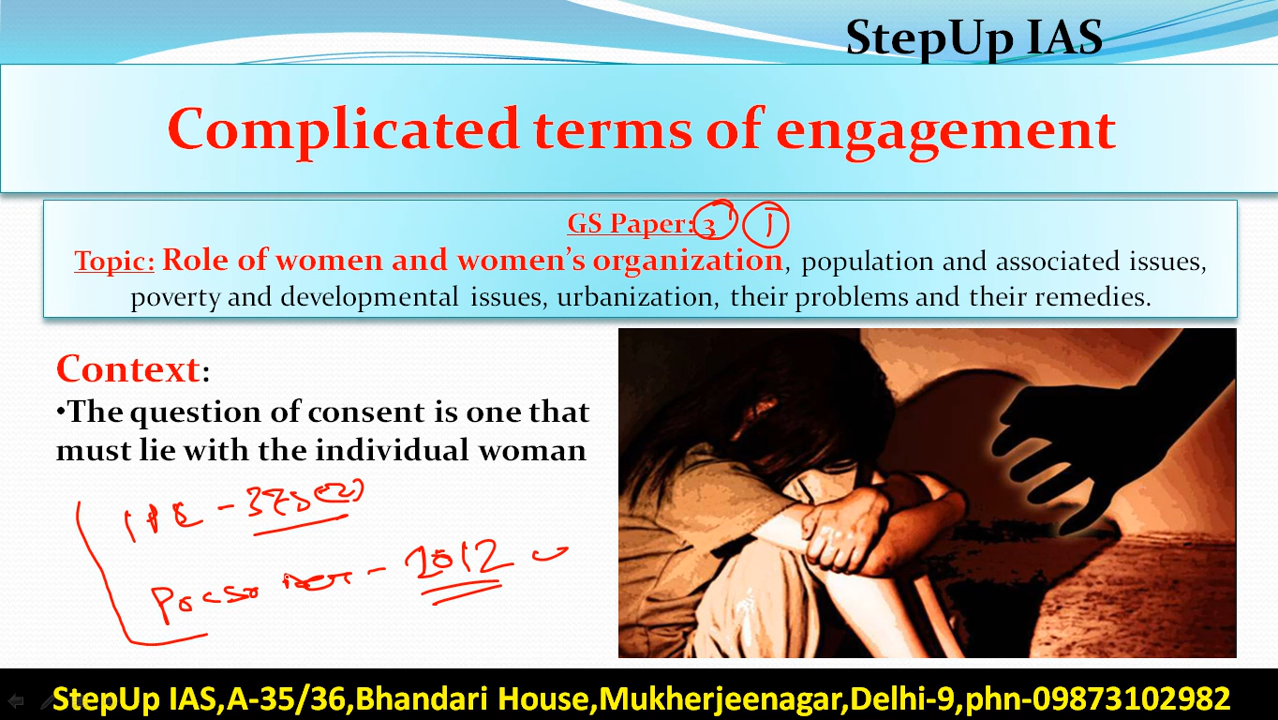 StepUp IAS
Complicated terms of engagement
GS Paper: 3 1
Topic: Role of women and women's organization, population and associated issues,
poverty and developmental issues, urbanization, their problems and their remedies.
Context:
•The question of consent is one that
must lie with the individual woman
IPC - 375(2)
Pocso Act - 2012
StepUp IAS,A-35/36,Bhandari House,Mukherjeenagar,Delhi-9,phn-09873102982